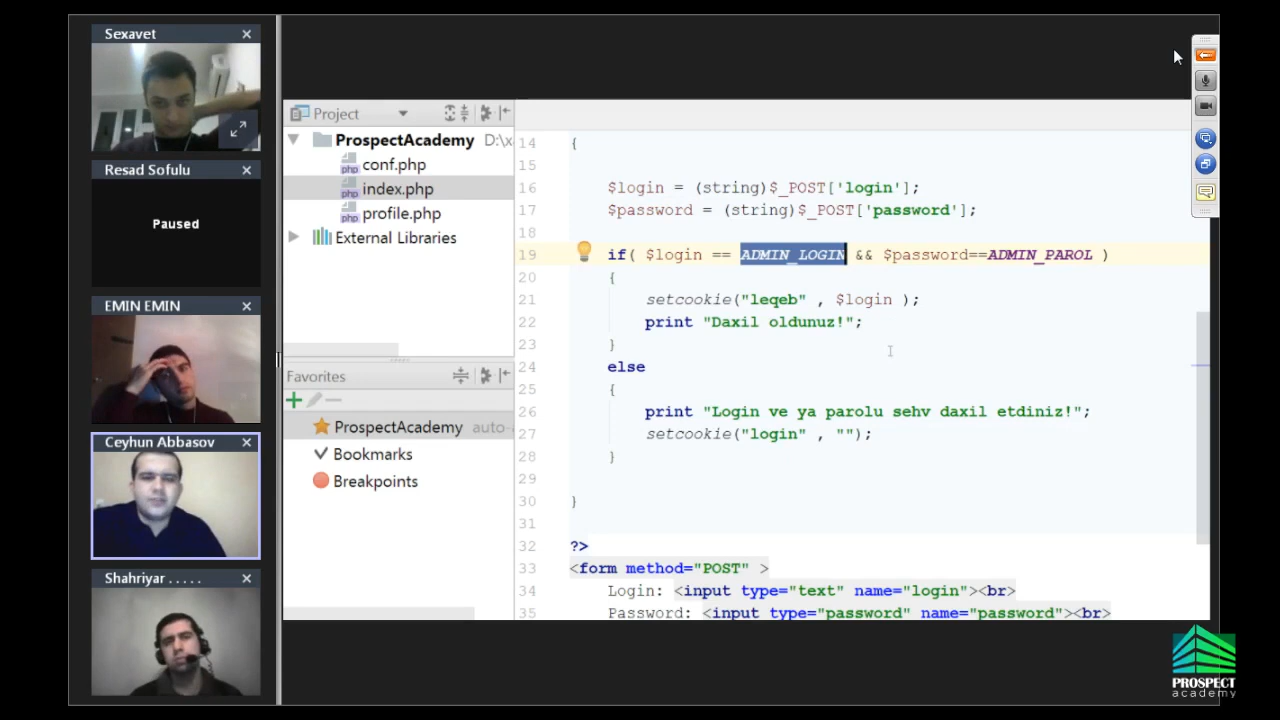 Sexavet
Resad Sofulu
Paused
EMIN EMIN
Ceyhun Abbasov
Shahriyar . . . . .
Project
ProspectAcademy D:\x
php conf.php
php index.php
php profile.php
External Libraries
Favorites
ProspectAcademy auto-
Bookmarks
Breakpoints
14 {
15
16 $login = (string)$_POST['login'];
17 $password = (string)$_POST['password'];
18
19 if( $login == ADMIN_LOGIN && $password==ADMIN_PAROL )
20 {
21 setcookie("leqeb" , $login );
22 print "Daxil oldunuz!";
23 }
24 else
25 {
26 print "Login ve ya parolu sehv daxil etdiniz!";
27 setcookie("login" , "");
28 }
29
30 }
31
32 ?>
33 <form method="POST" >
34 Login: <input type="text" name="login"><br>
35 Password: <input type="password" name="password"><br>
PROSPECT
academy